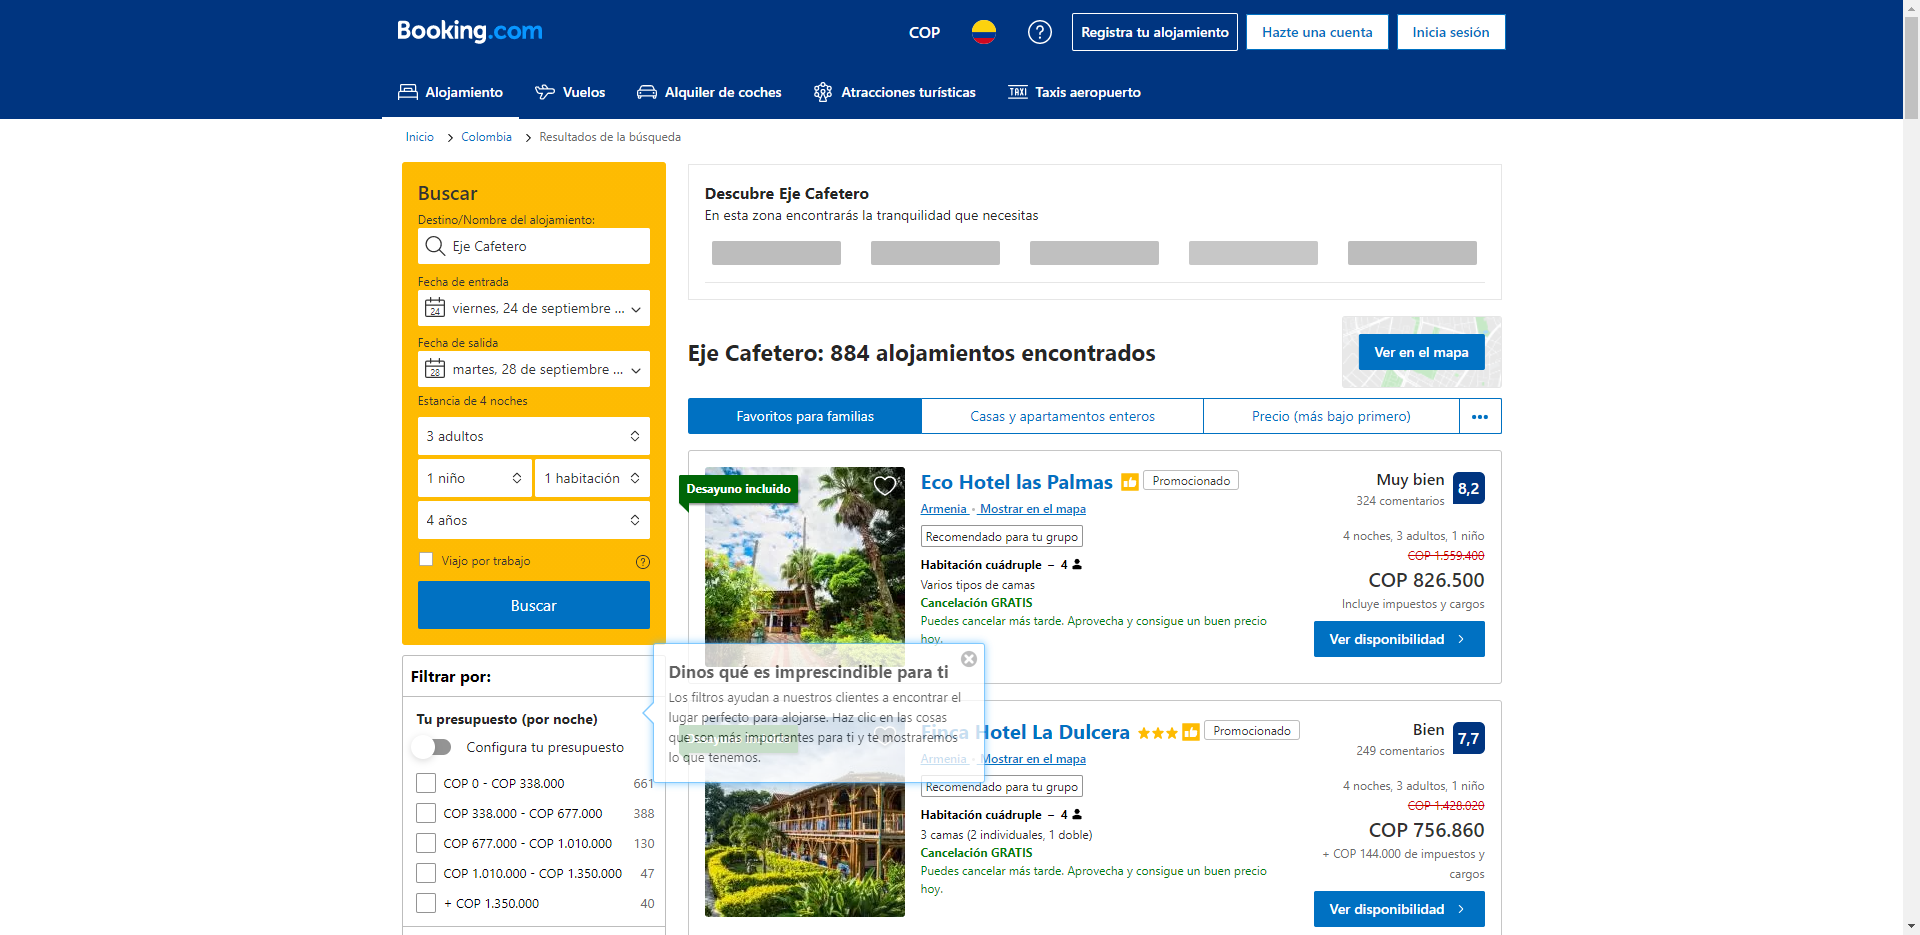 Booking.com
COP
Registra tu alojamiento
Hazte una cuenta
Inicia sesión
Alojamiento
Vuelos
Alquiler de coches
Atracciones turísticas
TAXI
Taxis aeropuerto
Inicio
Colombia
Resultados de la búsqueda
Buscar
Destino/Nombre del alojamiento:
Eje Cafetero
Fecha de entrada
24
viernes, 24 de septiembre ...
Fecha de salida
28
martes, 28 de septiembre ...
Estancia de 4 noches
3 adultos
1 niño
1 habitación
4 años
Viajo por trabajo
Buscar
Filtrar por:
Tu presupuesto (por noche)
Configura tu presupuesto
COP 0 - COP 338.000 661
COP 338.000 - COP 677.000 388
COP 677.000 - COP 1.010.000 130
COP 1.010.000 - COP 1.350.000 47
+ COP 1.350.000 40
Dinos qué es imprescindible para ti
Los filtros ayudan a nuestros clientes a encontrar el
lugar perfecto para alojarse. Haz clic en las cosas
que son más importantes para ti y te mostraremos
lo que tenemos.
Descubre Eje Cafetero
En esta zona encontrarás la tranquilidad que necesitas
Eje Cafetero: 884 alojamientos encontrados
Ver en el mapa
Favoritos para familias
Casas y apartamentos enteros
Precio (más bajo primero)
Desayuno incluido
Eco Hotel las Palmas
Promocionado
Armenia • Mostrar en el mapa
Recomendado para tu grupo
Habitación cuádruple – 4
Varios tipos de camas
Cancelación GRATIS
Puedes cancelar más tarde. Aprovecha y consigue un buen precio
hoy.
Muy bien
324 comentarios
8,2
4 noches, 3 adultos, 1 niño
COP 1.559.400
COP 826.500
Incluye impuestos y cargos
Ver disponibilidad
Finca Hotel La Dulcera
Promocionado
Armenia • Mostrar en el mapa
Recomendado para tu grupo
Habitación cuádruple – 4
3 camas (2 individuales, 1 doble)
Cancelación GRATIS
Puedes cancelar más tarde. Aprovecha y consigue un buen precio
hoy.
Bien
249 comentarios
7,7
4 noches, 3 adultos, 1 niño
COP 1.428.020
COP 756.860
+ COP 144.000 de impuestos y
cargos
Ver disponibilidad